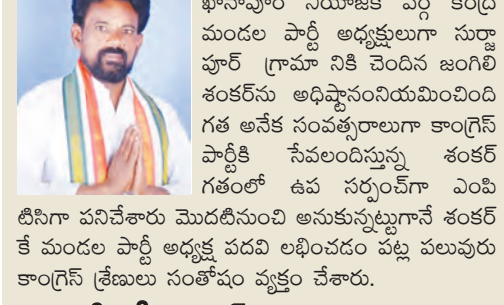 ఖానాపూర్ నియోజక వర్గ
మండల పార్టీ అధ్యక్షులుగా సుర్జా
పూర్ గ్రామా నికి చెందిన జంగిలి
శంకర్‌ను అధిష్టానంనియమించింది
గత అనేక సంవత్సరాలుగా కాంగ్రెస్
పార్టీకి సేవలందిస్తున్న శంకర్
గతంలో ఉప సర్పంచ్‌గా ఎంపి
టిసిగా పనిచేశారు మొదటినుంచి అనుకున్నట్టుగానే శంకర్
కే మండల పార్టీ అధ్యక్ష పదవి లభించడం పట్ల పలువురు
కాంగ్రెస్ శ్రేణులు సంతోషం వ్యక్తం చేశారు.